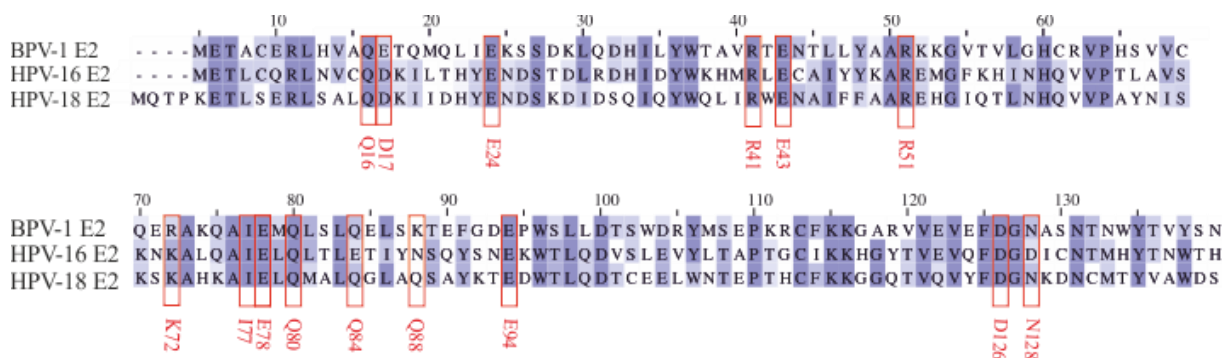 10 20 30 40 50 60
BPV-1 E2 ----METACERLHVAQETQMQLIEKSSDKLQDHILYWTAVRTENTLLYAARKKGVTVLGHCRVPHSVVC
HPV-16 E2 ----METLCQRLNVCQDKILTHYENDSTDLRDHIDYWKHMRLECAIYYKAREMGFKHINHQVVPTLAVS
HPV-18 E2 MQTPKETLSERLSALQDKIIDHYENDSKDIDSQIQYWQLIRWENAIFFAAREHGIQTLNHQVVPAYNIS
Q16 D17 E24 R41 E43 R51
70 80 90 100 110 120 130
BPV-1 E2 QERAKQAIEMQLSLQELSKTEFGDEPWSLLDTSWDRYMSEPKRCFKKGARVVEVEFDGNASNTNWYTVYSN
HPV-16 E2 KNKALQAIELQLTLETIYNSQYSNEKWTLQDVSLEVYLTAPTGCIKKHGYTVEVQFDGDICNTMHYTNWTH
HPV-18 E2 KSKAHKAIELQMALQGLAQSAYKTEDWTLQDTCEELWNTEPTHCFKKGGQTVQVYFDGNKDNCMTYVAWDS
K72 I77 E78 Q80 Q84 Q88 E94 D126 N128